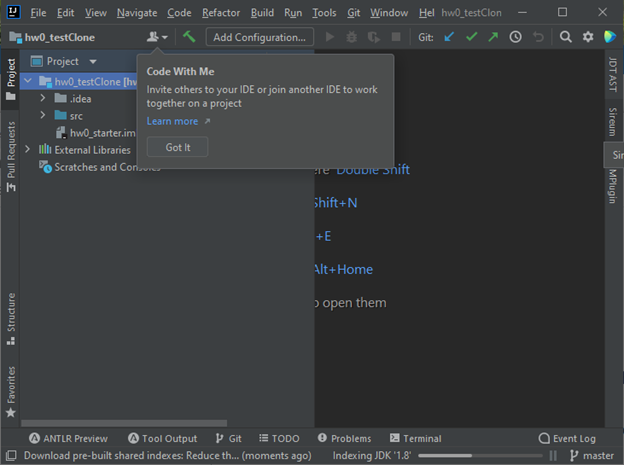 IJ File Edit View Navigate Code Refactor Build Run Tools Git Window Hel hw0_testClon
hw0_testClone Add Configuration... Git:
Project
Pull Requests
Structure
Favorites
Project
hw0_testClone [hw
.idea
src
hw0_starter.im
External Libraries
Scratches and Consoles
Code With Me
Invite others to your IDE or join another IDE to work
together on a project
Learn more
Got It
ere Double Shift
Shift+N
+E
Alt+Home
o open them
JDT AST
Sireum
Sir
MPlugin
ANTLR Preview Tool Output Git TODO Problems Terminal Event Log
Download pre-built shared indexes: Reduce th... (moments ago) Indexing JDK '1.8' master